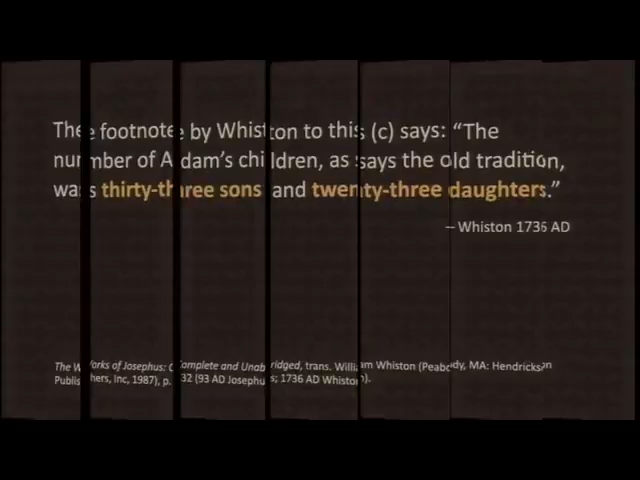 The footnote by Whiston to this (c) says: “The
number of Adam’s children, as says the old tradition,
was thirty-three sons and twenty-three daughters.”
– Whiston 1736 AD
The Works of Josephus: Complete and Unabridged, trans. William Whiston (Peabody, MA: Hendrickson
Publishers, Inc, 1987), p. 32 (93 AD Josephus; 1736 AD Whiston).